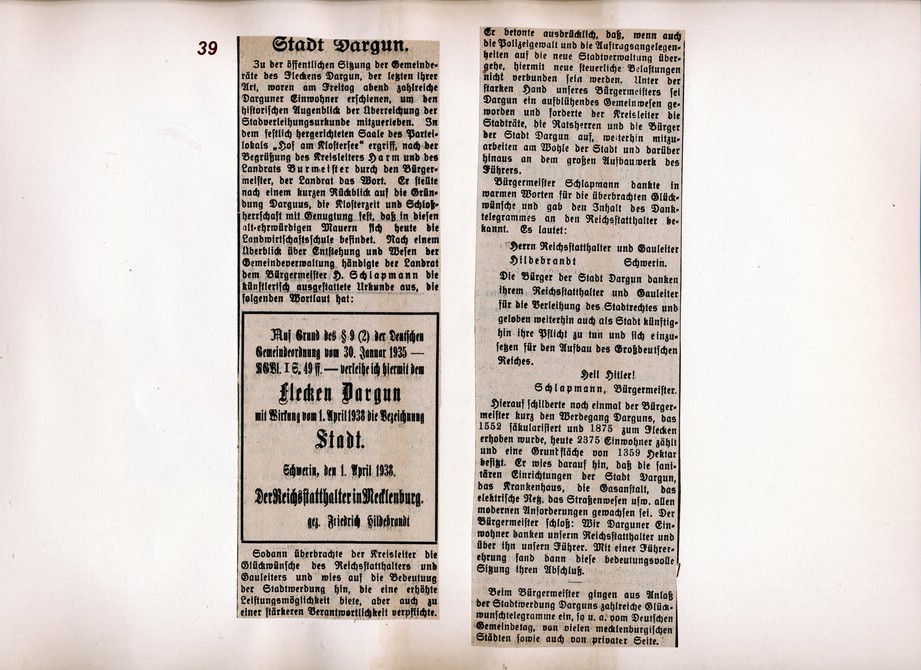 39
Stadt Dargun.
Zu der öffentlichen Sitzung der Gemeinde-
räte des Fleckens Dargun, der letzten ihrer
Art, waren am Freitag abend zahlreiche
Darguner Einwohner erschienen, um den
historischen Augenblick der Überreichung der
Stadverleihungsurkunde mitzuerleben. In
dem festlich hergerichteten Saale des Partei-
lokals „Hof am Klostersee“ ergriff, nach der
Begrüßung des Kreisleiters Harm und des
Landrats Burmeister durch den Bürger-
meister, der Landrat das Wort. Er stellte
nach einem kurzen Rückblick auf die Grün-
dung Darguus, die Klosterzeit und Schloß-
herrschaft mit Genugtung fest, daß in diesen
alt-ehrwürdigen Mauern sich heute die
Landwirtschaftsschule befindet. Nach einem
Überblick über Entstehung und Wesen der
Gemeindeverwaltung händigte der Landrat
dem Bürgermeister H. Schlapmann die
künstlerisch ausgestattete Urkunde aus, die
folgenden Wortlaut hat:
Auf Grund des § 9 (2) der Deutschen
Gemeindeordnung vom 30. Januar 1935 —
RGBl. I S. 49 ff. — verleihe ich hiermit dem
Flecken Dargun
mit Wirkung vom 1. April 1938 die Bezeichnung
Stadt.
Schwerin, den 1. April 1938.
Der Reichsstatthalter in Mecklenburg.
gez. Friedrich Hildebrandt
Sodann überbrachte der Kreisleiter die
Glückwünsche des Reichsstatthalters und
Gauleiters und wies auf die Bedeutuug
der Stadtwerdung hin, die eine erhöhte
Leistungsmöglichkeit biete, aber auch zu
einer stärkeren Verantwortlichkeit verpflichte.
Er betonte ausdrücklich, daß, wenn auch
die Polizeigewalt und die Auftragsangelegen-
heiten auf die neue Stadtverwaltung über-
gehe, hiermit neue steuerliche Belastungen
nicht verbunden sein werden. Unter der
starken Hand unseres Bürgermeisters sei
Dargun ein aufblühendes Gemeinwesen ge-
worden und forderte der Kreisleiter die
Stadträte, die Ratsherren und die Bürger
der Stadt Dargun auf, weiterhin mitzu-
arbeiten am Wohle der Stadt und darüber
hinaus an dem großen Aufbauwerk des
Führers.
Bürgermeister Schlapmann dankte in
warmen Worten für die überbrachten Glück-
wünsche und gab den Inhalt des Dank-
telegrammes an den Reichsstatthalter be-
kannt. Es lautet:
Herrn Reichsstatthalter und Gauleiter
Hildebrandt Schwerin.
Die Bürger der Stadt Dargun danken
ihrem Reichsstatthalter und Gauleiter
für die Verleihung des Stadtrechtes und
geloben weiterhin auch als Stadt künftig-
hin ihre Pflicht zu tun und sich einzu-
setzen für den Aufbau des Großdeutschen
Reiches.
Heil Hitler!
Schlapmann, Bürgermeister.
Hierauf schilderte noch einmal der Bürger-
meister kurz den Werdegang Darguns, das
1552 säkularisiert und 1875 zum Flecken
erhoben wurde, heute 2375 Einwohner zählt
und eine Grundfläche von 1359 Hektar
besitzt. Er wies darauf hin, daß die sani-
tären Einrichtungen der Stadt Dargun,
das Krankenhaus, die Gasanstalt, das
elektrische Netz, das Straßenwesen usw. allen
modernen Anforderungen gewachsen sei. Der
Bürgermeister schloß: Wir Darguner Ein-
wohner danken unserm Reichsstatthalter und
über ihn unsern Führer. Mit einer Führer-
ehrung fand dann diese bedeutungsvolle
Sitzung ihren Abschluß.
Beim Bürgermeister gingen aus Anlaß
der Stadtwerdung Darguns zahlreiche Glück-
wunschtelegramme ein, so u. a. vom Deutschen
Gemeindetag, von vielen mecklenburgischen
Städten sowie auch von privater Seite.